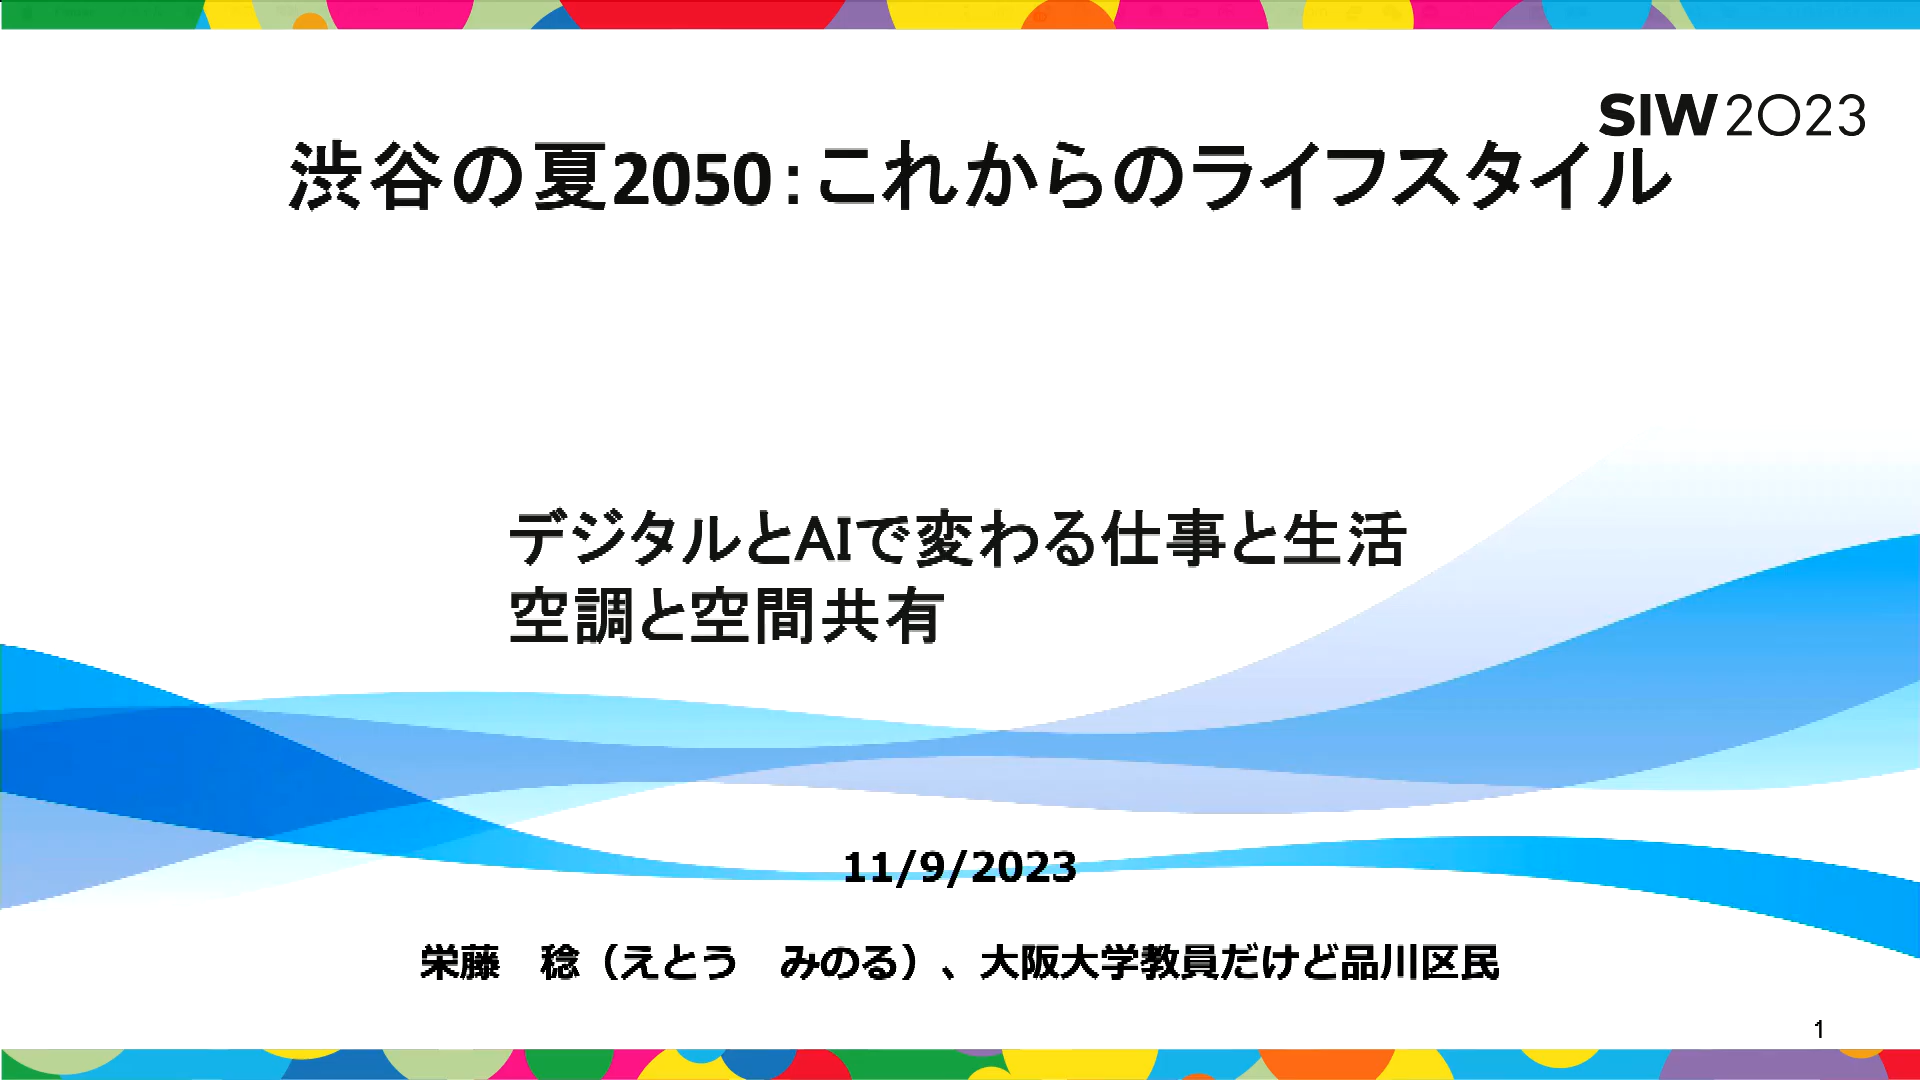 SIW2023
渋谷の夏2050：これからのライフスタイル
デジタルとAIで変わる仕事と生活
空調と空間共有
11/9/2023
栄藤　稔（えとう　みのる）、大阪大学教員だけど品川区民
1